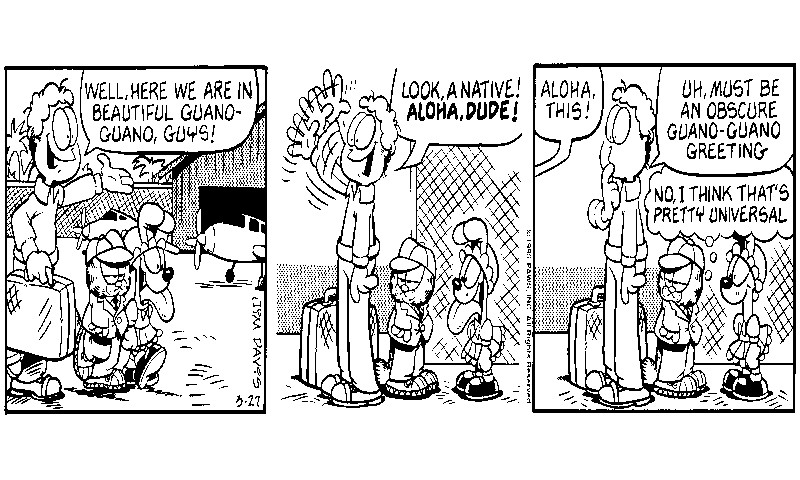 WELL, HERE WE ARE IN
BEAUTIFUL GUANO-
GUANO, GUYS!
JIM DAVIS
3-27
LOOK, A NATIVE!
ALOHA, DUDE!
PAWS, INC. All Rights Reserved
ALOHA,
THIS!
UH, MUST BE
AN OBSCURE
GUANO-GUANO
GREETING
NO, I THINK THAT'S
PRETTY UNIVERSAL